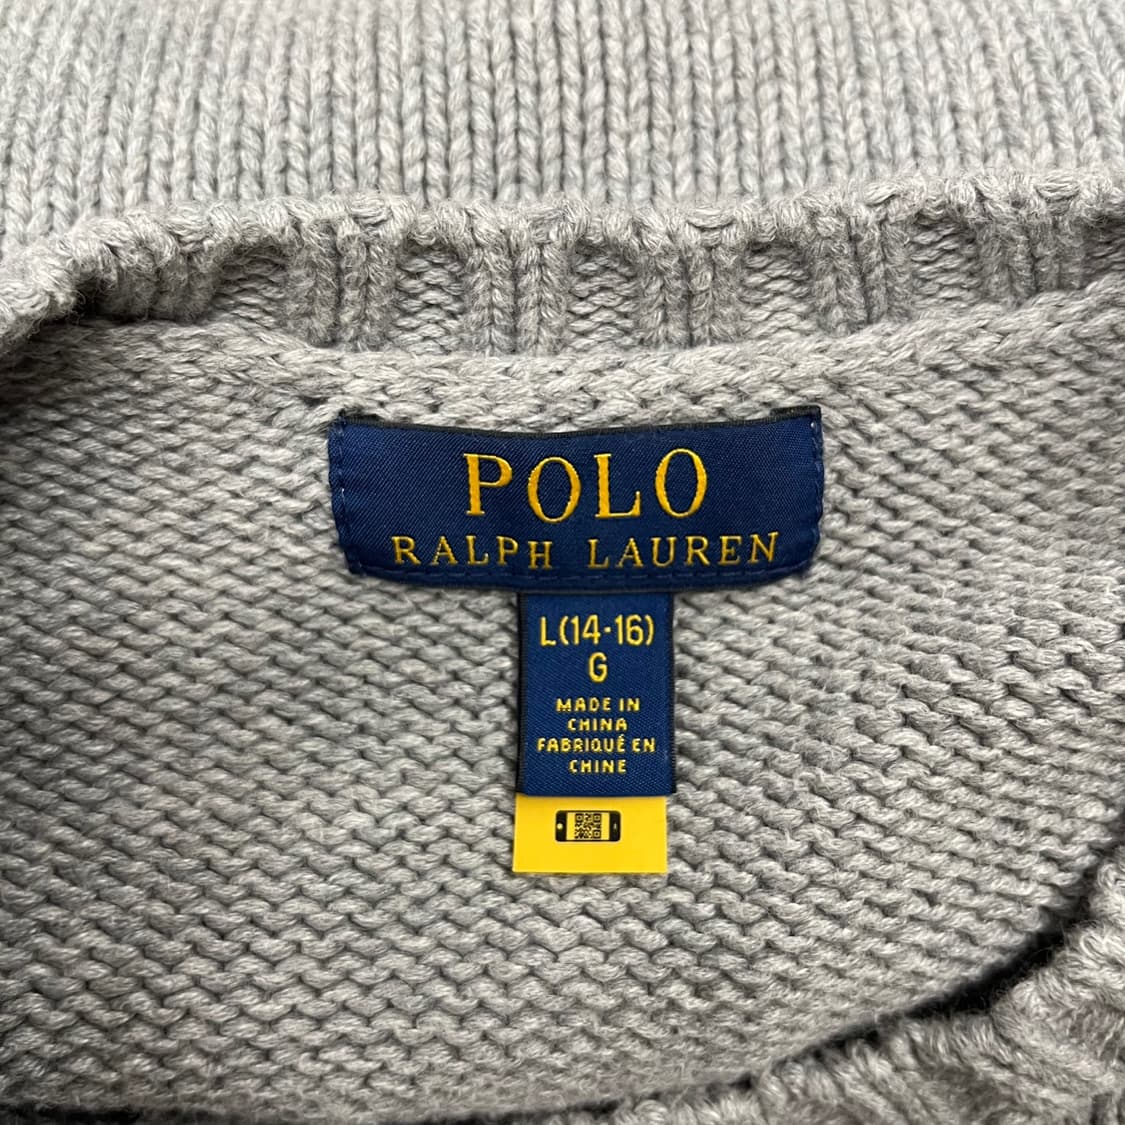 POLO
RALPH LAUREN
L(14-16)
G
MADE IN
CHINA
FABRIQUÉ EN
CHINE